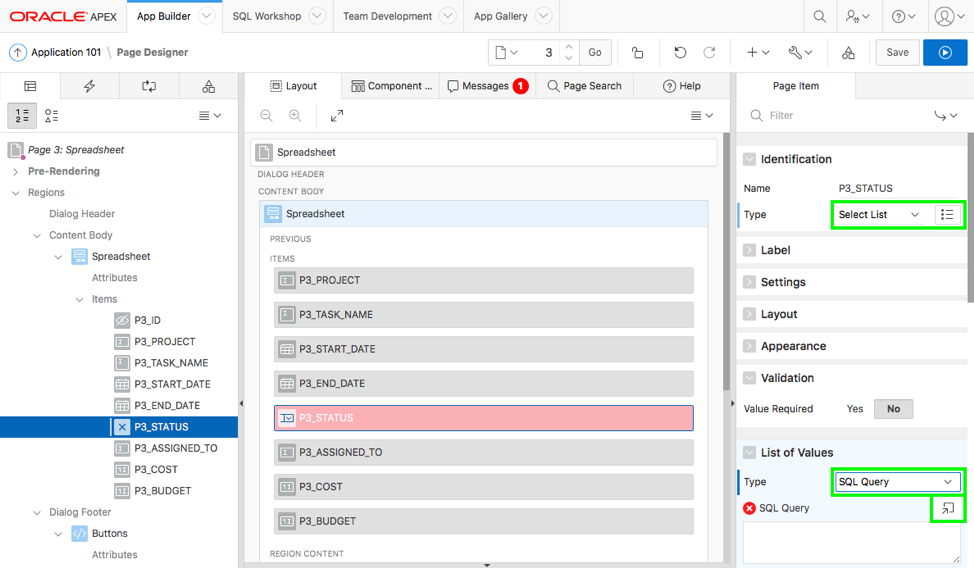 ORACLE APEX
App Builder
SQL Workshop
Team Development
App Gallery
Application 101 \ Page Designer
3
Go
Save
Layout
Component ...
Messages 1
Page Search
Help
Page Item
Filter
Page 3: Spreadsheet
Pre-Rendering
Regions
Dialog Header
Content Body
Spreadsheet
Attributes
Items
P3_ID
P3_PROJECT
P3_TASK_NAME
P3_START_DATE
P3_END_DATE
P3_STATUS
P3_ASSIGNED_TO
P3_COST
P3_BUDGET
Dialog Footer
Buttons
Attributes
Spreadsheet
DIALOG HEADER
CONTENT BODY
Spreadsheet
PREVIOUS
ITEMS
P3_PROJECT
P3_TASK_NAME
P3_START_DATE
P3_END_DATE
P3_STATUS
P3_ASSIGNED_TO
P3_COST
P3_BUDGET
REGION CONTENT
Identification
Name P3_STATUS
Type Select List
Label
Settings
Layout
Appearance
Validation
Value Required Yes No
List of Values
Type SQL Query
SQL Query